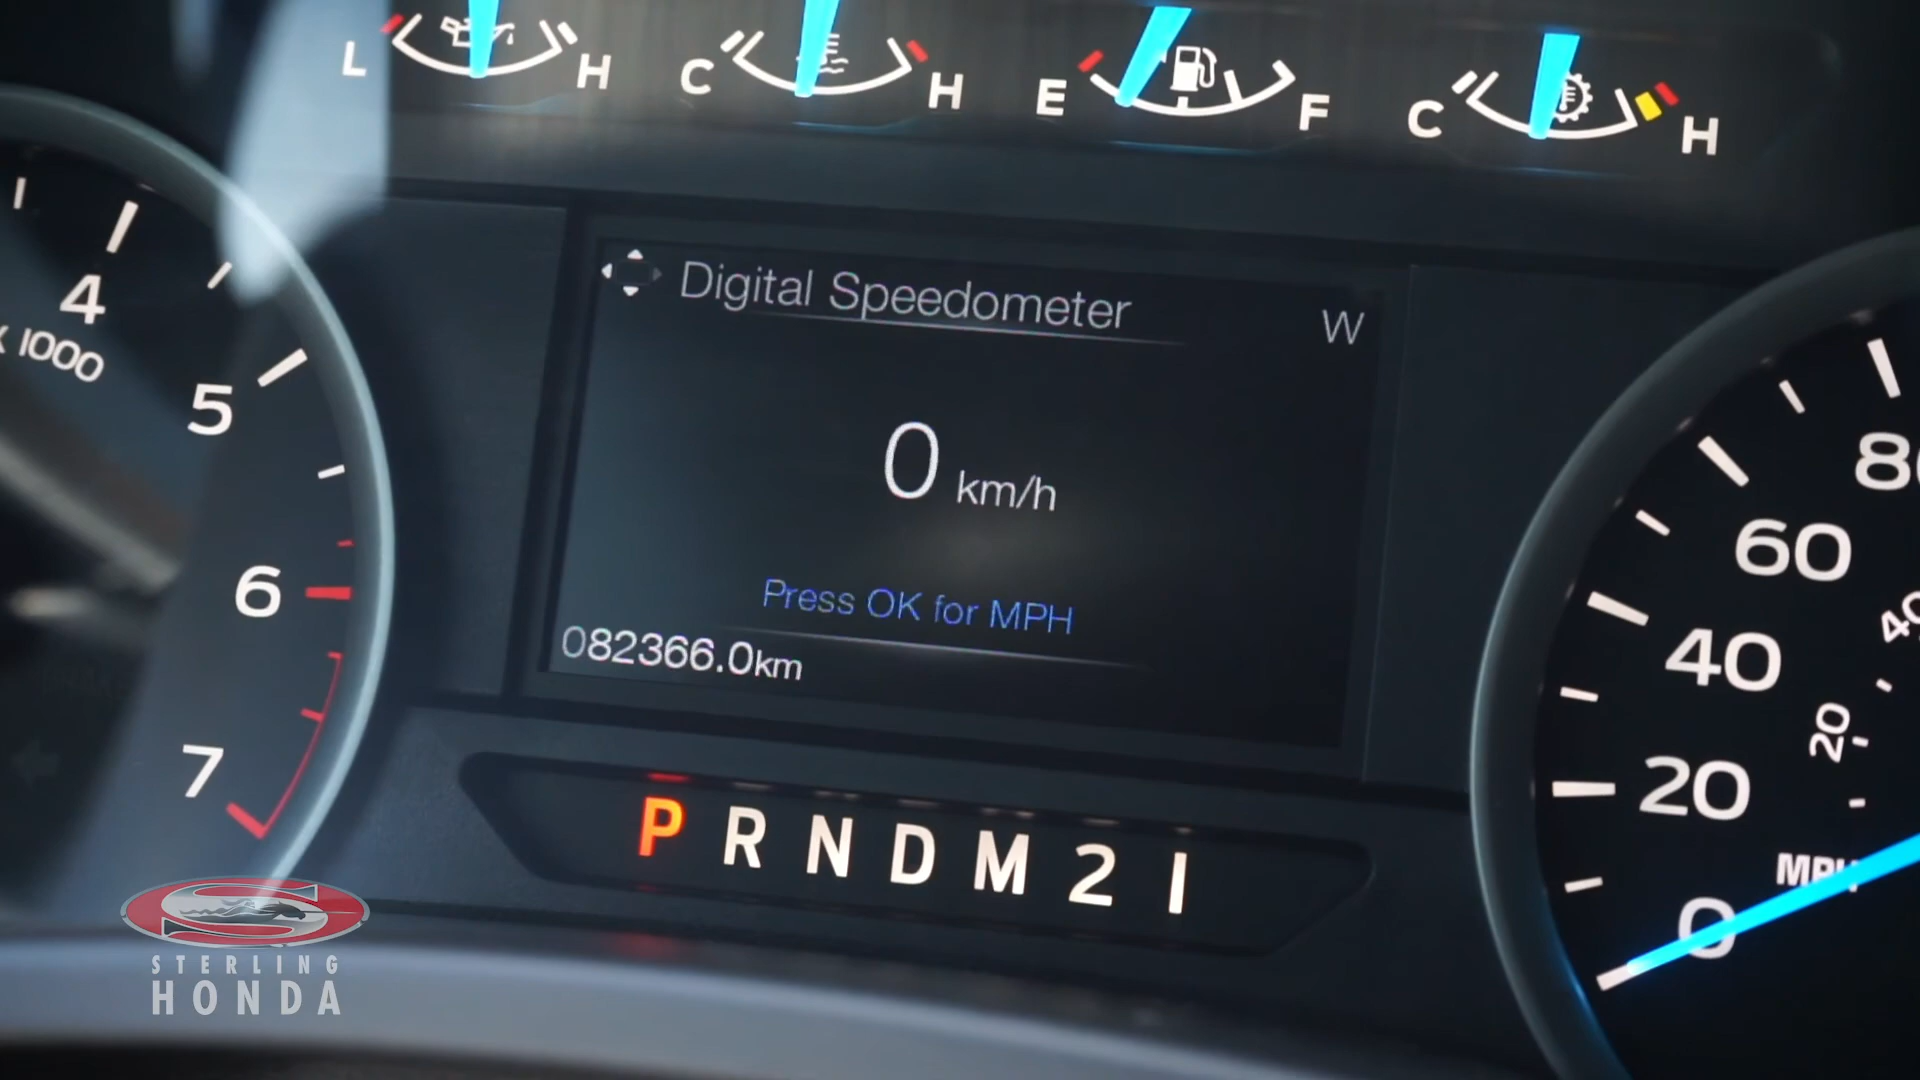 L H C H E F C H
4
X 1000
5
6
7
Digital Speedometer W
0 km/h
Press OK for MPH
082366.0km
P R N D M 2 1
80
60
40
20
0
MPH
40
20
STERLING
HONDA